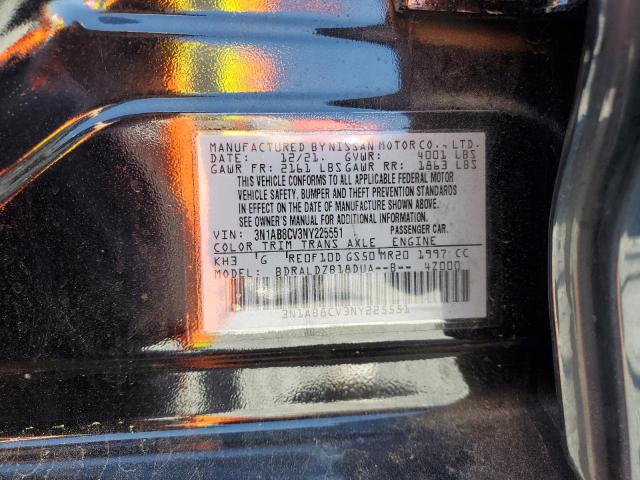 MANUFACTURED BY NISSAN MOTOR CO., LTD.
DATE: 12/21. GVWR: 4001 LBS
GAWR FR: 2161 LBS GAWR RR: 1863 LBS
THIS VEHICLE CONFORMS TO ALL APPLICABLE FEDERAL MOTOR
VEHICLE SAFETY, BUMPER AND THEFT PREVENTION STANDARDS
IN EFFECT ON THE DATE OF MANUFACTURE SHOWN ABOVE.
SEE OWNER'S MANUAL FOR ADDITIONAL INFORMATION.
VIN: 3N1AB8CV3NY225551 PASSENGER CAR.
COLOR TRIM TRANS AXLE ENGINE
KH3 G RE0F10D GS50 MR20 1997 CC
MODEL: BDRALDZB18DUA--B-- 4Z000
3N1AB8CV3NY225551